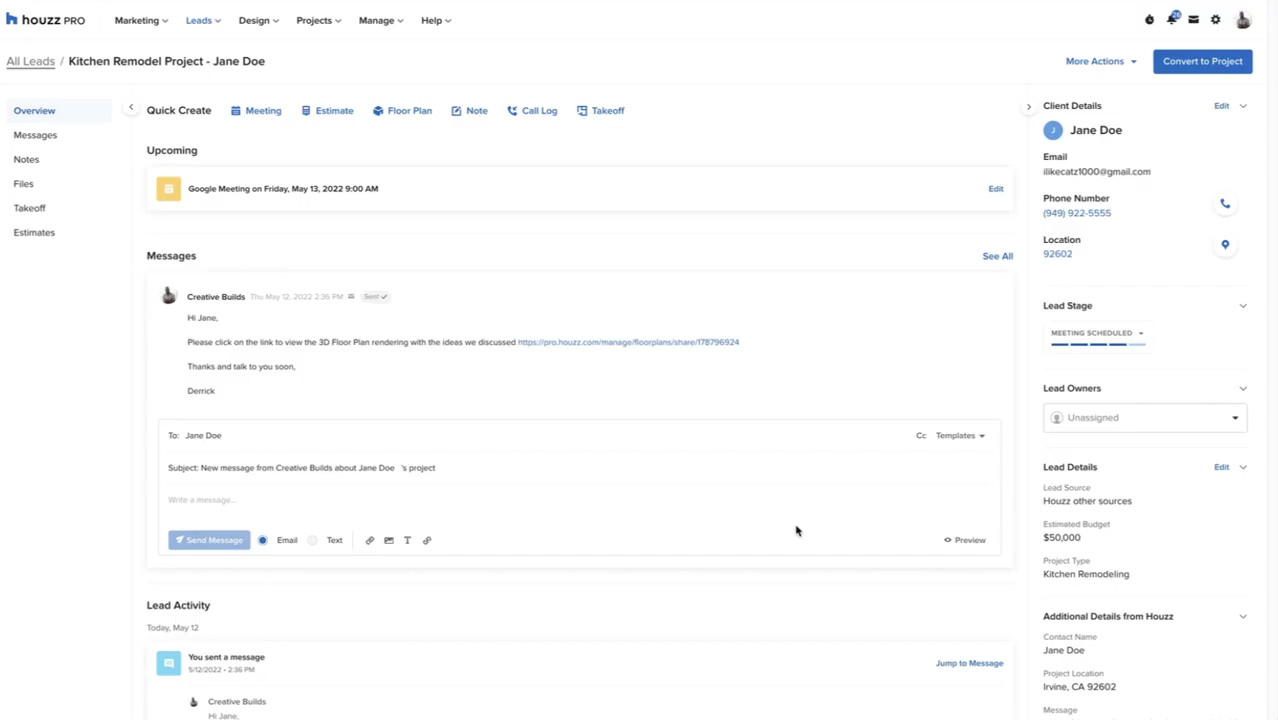 houzz PRO
Marketing
Leads
Design
Projects
Manage
Help
All Leads / Kitchen Remodel Project - Jane Doe
More Actions
Convert to Project
Overview
Messages
Notes
Files
Takeoff
Estimates
Quick Create
Meeting
Estimate
Floor Plan
Note
Call Log
Takeoff
Upcoming
Google Meeting on Friday, May 13, 2022 9:00 AM
Edit
Messages
See All
Creative Builds Thu May 12, 2022 2:36 PM Sent
Hi Jane,
Please click on the link to view the 3D Floor Plan rendering with the ideas we discussed https://pro.houzz.com/manage/floorplans/share/178796924
Thanks and talk to you soon,
Derrick
To: Jane Doe
Cc Templates
Subject: New message from Creative Builds about Jane Doe 's project
Write a message...
Send Message
Email
Text
Preview
Lead Activity
Today, May 12
You sent a message
5/12/2022 • 2:36 PM
Jump to Message
Creative Builds
Hi Jane,
Client Details
Edit
J
Jane Doe
Email
ilikecatz1000@gmail.com
Phone Number
(949) 922-5555
Location
92602
Lead Stage
MEETING SCHEDULED
Lead Owners
Unassigned
Lead Details
Edit
Lead Source
Houzz other sources
Estimated Budget
$50,000
Project Type
Kitchen Remodeling
Additional Details from Houzz
Contact Name
Jane Doe
Project Location
Irvine, CA 92602
Message